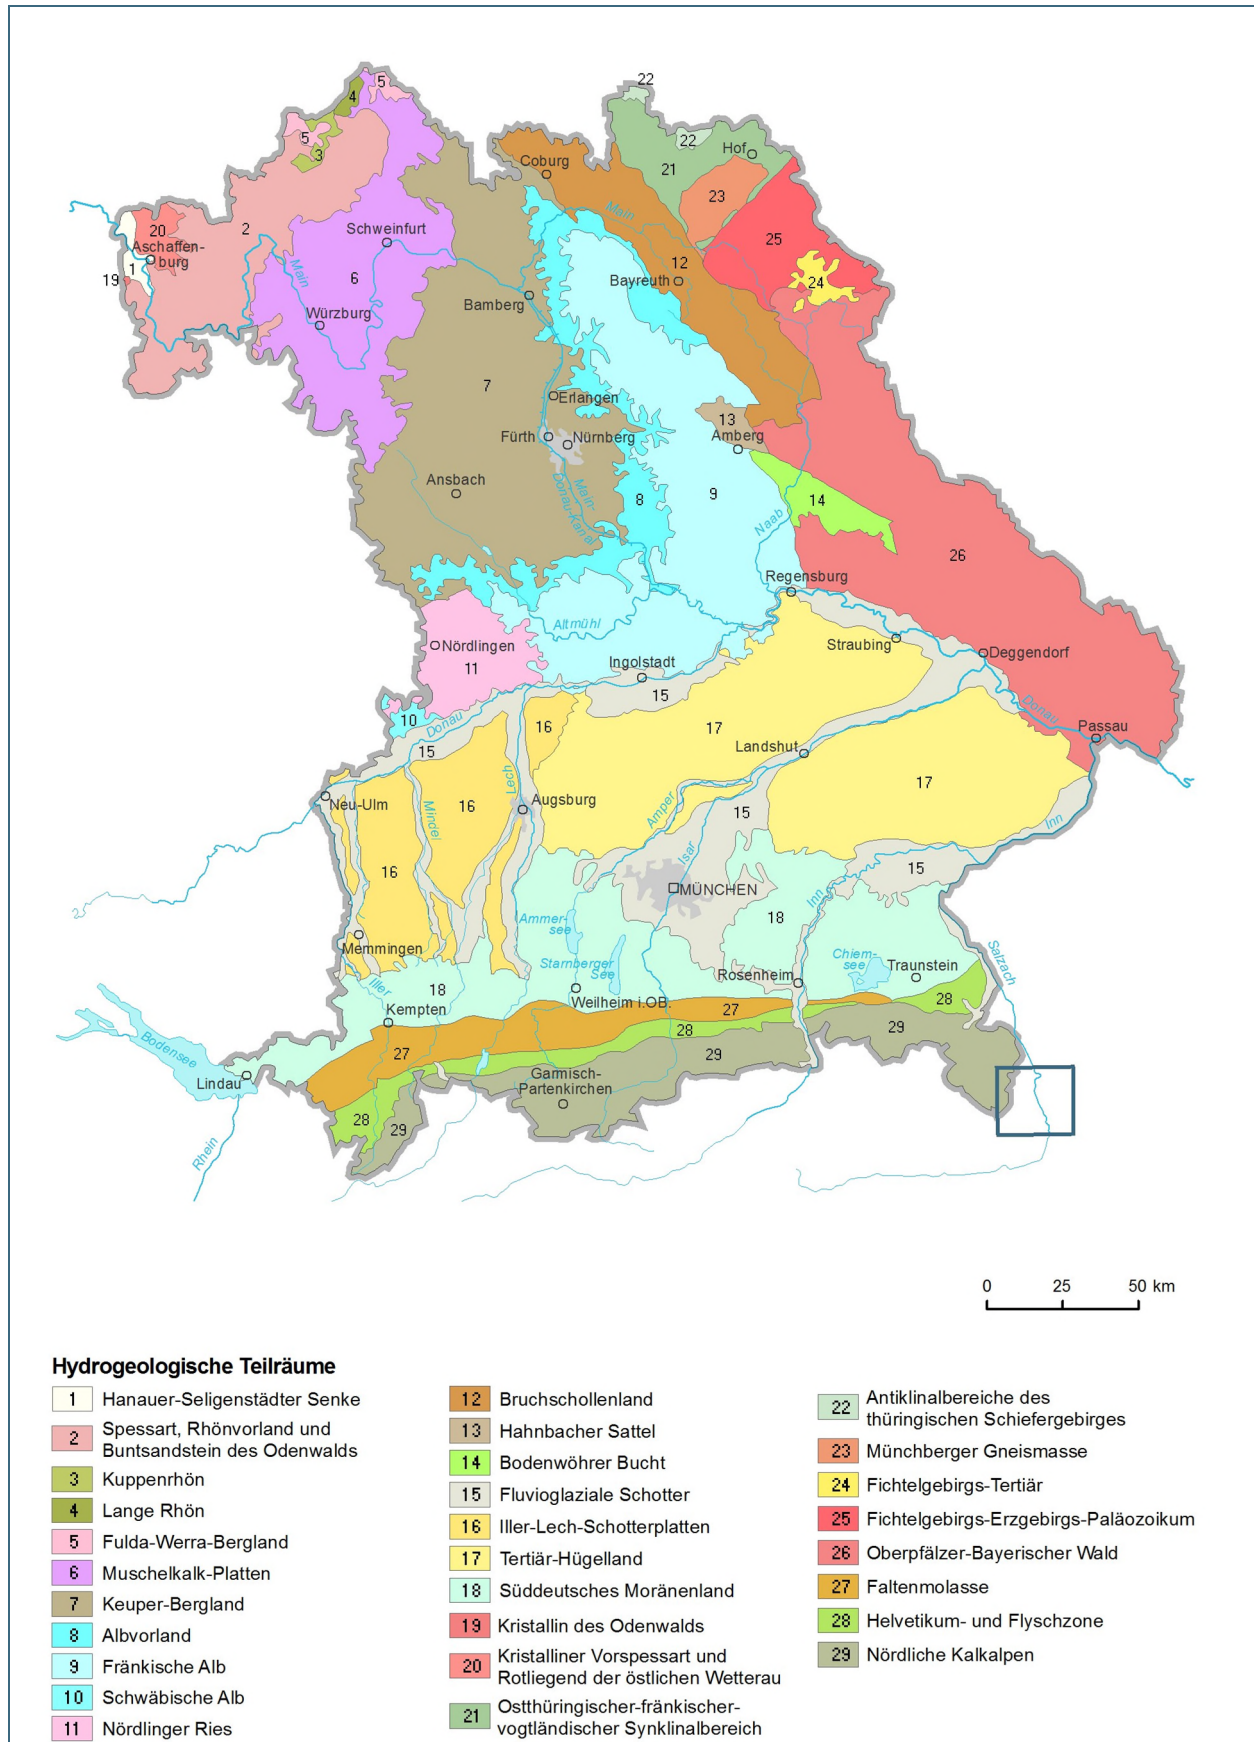 22
5
4
22
Hof
5
3
Coburg
21
23
20
2
Main
Schweinfurt
25
Aschaffen-
burg
1
19
Main
6
12
Bayreuth
24
Bamberg
Würzburg
7
Erlangen
13
Fürth
Nürnberg
Amberg
Ansbach
Main-
Donau-Kanal
8
9
14
Naab
26
Regensburg
Altmühl
Straubing
Nördlingen
11
Ingolstadt
Deggendorf
15
10
Donau
16
17
Donau
Passau
15
Landshut
Lech
17
Neu-Ulm
Mindel
16
Augsburg
Amper
15
Inn
Isar
16
15
MÜNCHEN
Inn
Ammer-
see
18
Memmingen
Salzach
Starnberger
See
Chiem-
see
Rosenheim
Traunstein
Iller
18
Weilheim i.OB.
28
Kempten
27
28
29
Bodensee
27
29
Lindau
Garmisch-
Partenkirchen
28
29
Rhein
0 25 50 km
Hydrogeologische Teilräume
1 Hanauer-Seligenstädter Senke
2 Spessart, Rhönvorland und
Buntsandstein des Odenwalds
3 Kuppenrhön
4 Lange Rhön
5 Fulda-Werra-Bergland
6 Muschelkalk-Platten
7 Keuper-Bergland
8 Albvorland
9 Fränkische Alb
10 Schwäbische Alb
11 Nördlinger Ries
12 Bruchschollenland
13 Hahnbacher Sattel
14 Bodenwöhrer Bucht
15 Fluvioglaziale Schotter
16 Iller-Lech-Schotterplatten
17 Tertiär-Hügelland
18 Süddeutsches Moränenland
19 Kristallin des Odenwalds
20 Kristalliner Vorspessart und
Rotliegend der östlichen Wetterau
21 Ostthüringischer-fränkischer-
vogtländischer Synklinalbereich
22 Antiklinalbereiche des
thüringischen Schiefergebirges
23 Münchberger Gneismasse
24 Fichtelgebirgs-Tertiär
25 Fichtelgebirgs-Erzgebirgs-Paläozoikum
26 Oberpfälzer-Bayerischer Wald
27 Faltenmolasse
28 Helvetikum- und Flyschzone
29 Nördliche Kalkalpen